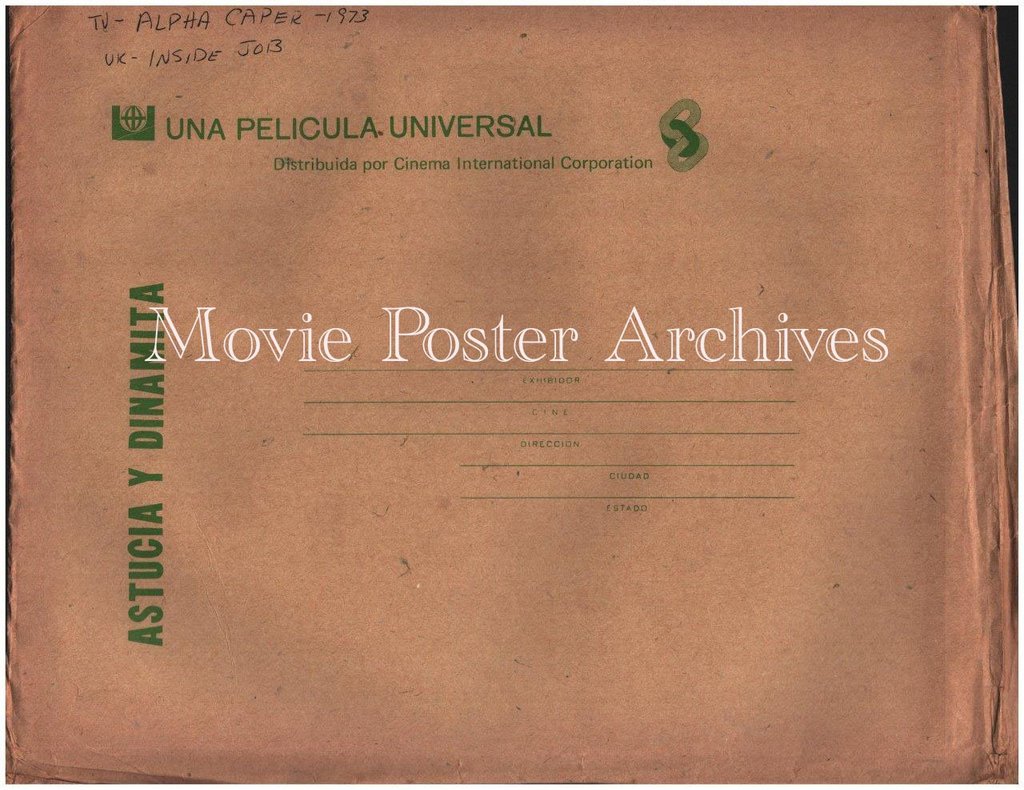 TV- ALPHA CAPER -1973
UK- INSIDE JOB
UNA PELICULA UNIVERSAL
Distribuida por Cinema International Corporation
ASTUCIA Y DINAMITA
Movie Poster Archives
EXHIBIDOR
CINE
DIRECCION
CIUDAD
ESTADO